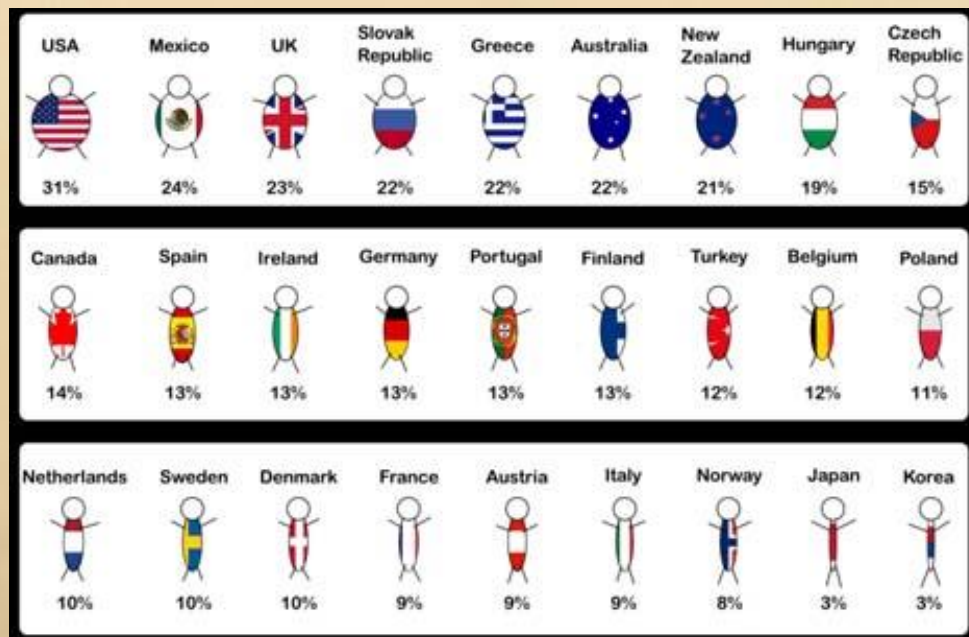 USA Mexico UK Slovak Republic Greece Australia New Zealand Hungary Czech Republic
31% 24% 23% 22% 22% 22% 21% 19% 15%
Canada Spain Ireland Germany Portugal Finland Turkey Belgium Poland
14% 13% 13% 13% 13% 13% 12% 12% 11%
Netherlands Sweden Denmark France Austria Italy Norway Japan Korea
10% 10% 10% 9% 9% 9% 8% 3% 3%